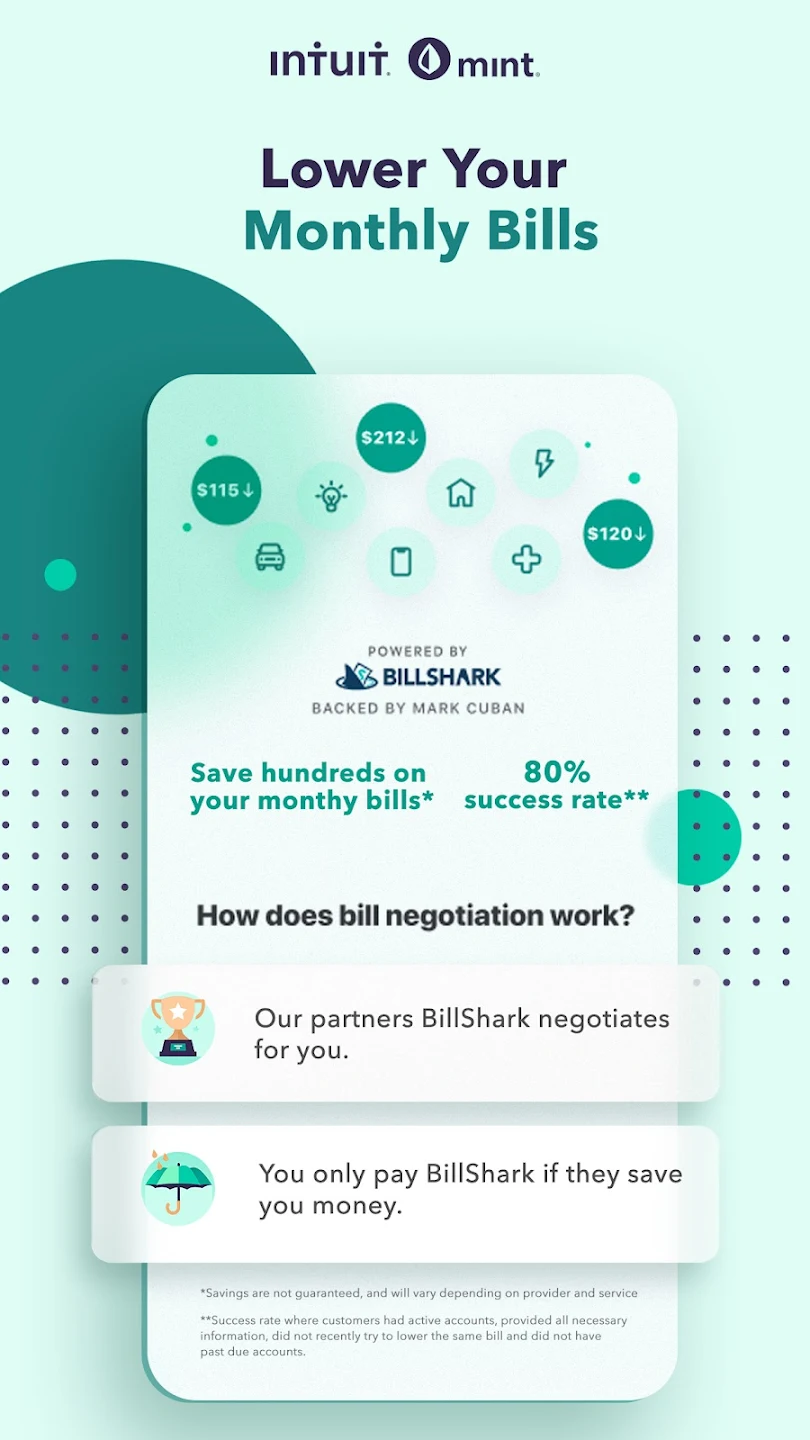 intuit mint
Lower Your
Monthly Bills
$212↓
$115↓
$120↓
POWERED BY
BILLSHARK
BACKED BY MARK CUBAN
Save hundreds on
your monthy bills*
80%
success rate**
How does bill negotiation work?
Our partners BillShark negotiates
for you.
You only pay BillShark if they save
you money.
*Savings are not guaranteed, and will vary depending on provider and service
**Success rate where customers had active accounts, provided all necessary
information, did not recently try to lower the same bill and did not have
past due accounts.